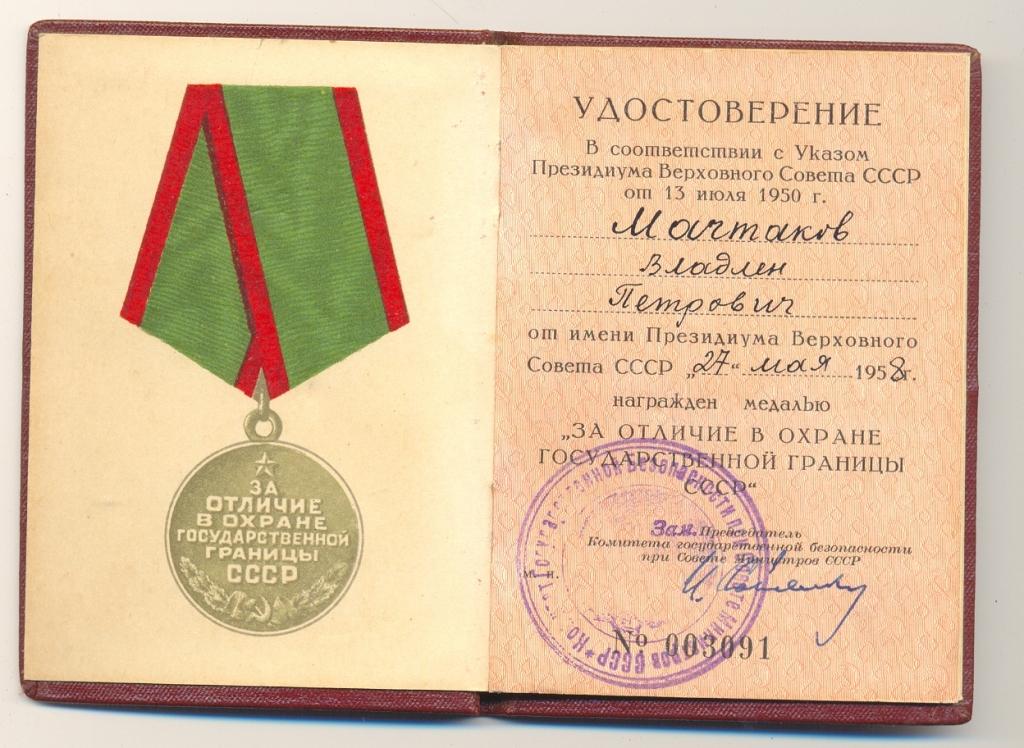 ЗА
ОТЛИЧИЕ
В ОХРАНЕ
ГОСУДАРСТВЕННОЙ
ГРАНИЦЫ
СССР
УДОСТОВЕРЕНИЕ
В соответствии с Указом
Президиума Верховного Совета СССР
от 13 июля 1950 г.
Мачтаков
Владлен
Петрович
от имени Президиума Верховного
Совета СССР „27“ мая 1958 г.
награжден медалью
„ЗА ОТЛИЧИЕ В ОХРАНЕ
ГОСУДАРСТВЕННОЙ ГРАНИЦЫ
СССР“
Зам. Председатель
Комитета государственной безопасности
при Совете Министров СССР
м. п.
№ 003091